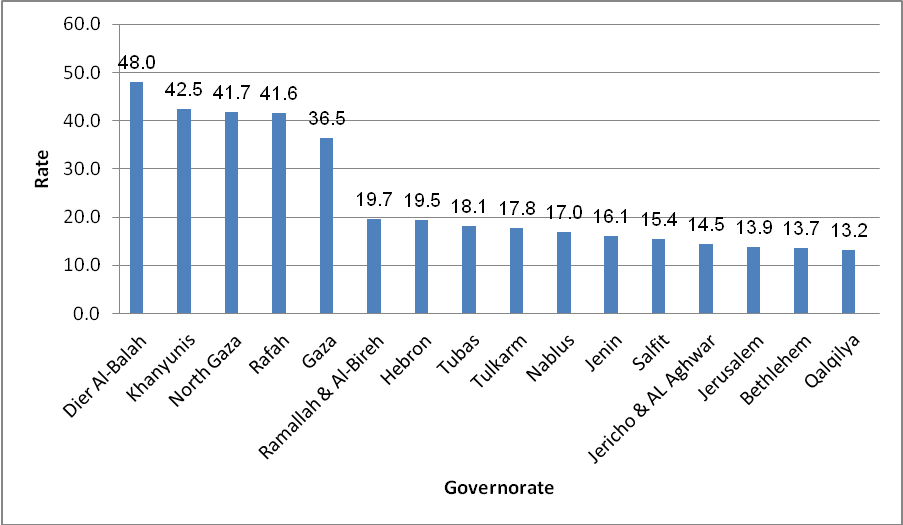 60.0
50.0
40.0
30.0
20.0
10.0
0.0
Rate
48.0
42.5
41.7
41.6
36.5
19.7
19.5
18.1
17.8
17.0
16.1
15.4
14.5
13.9
13.7
13.2
Dier Al-Balah
Khanyunis
North Gaza
Rafah
Gaza
Ramallah & Al-Bireh
Hebron
Tubas
Tulkarm
Nablus
Jenin
Salfit
Jericho & AL Aghwar
Jerusalem
Bethlehem
Qalqilya
Governorate